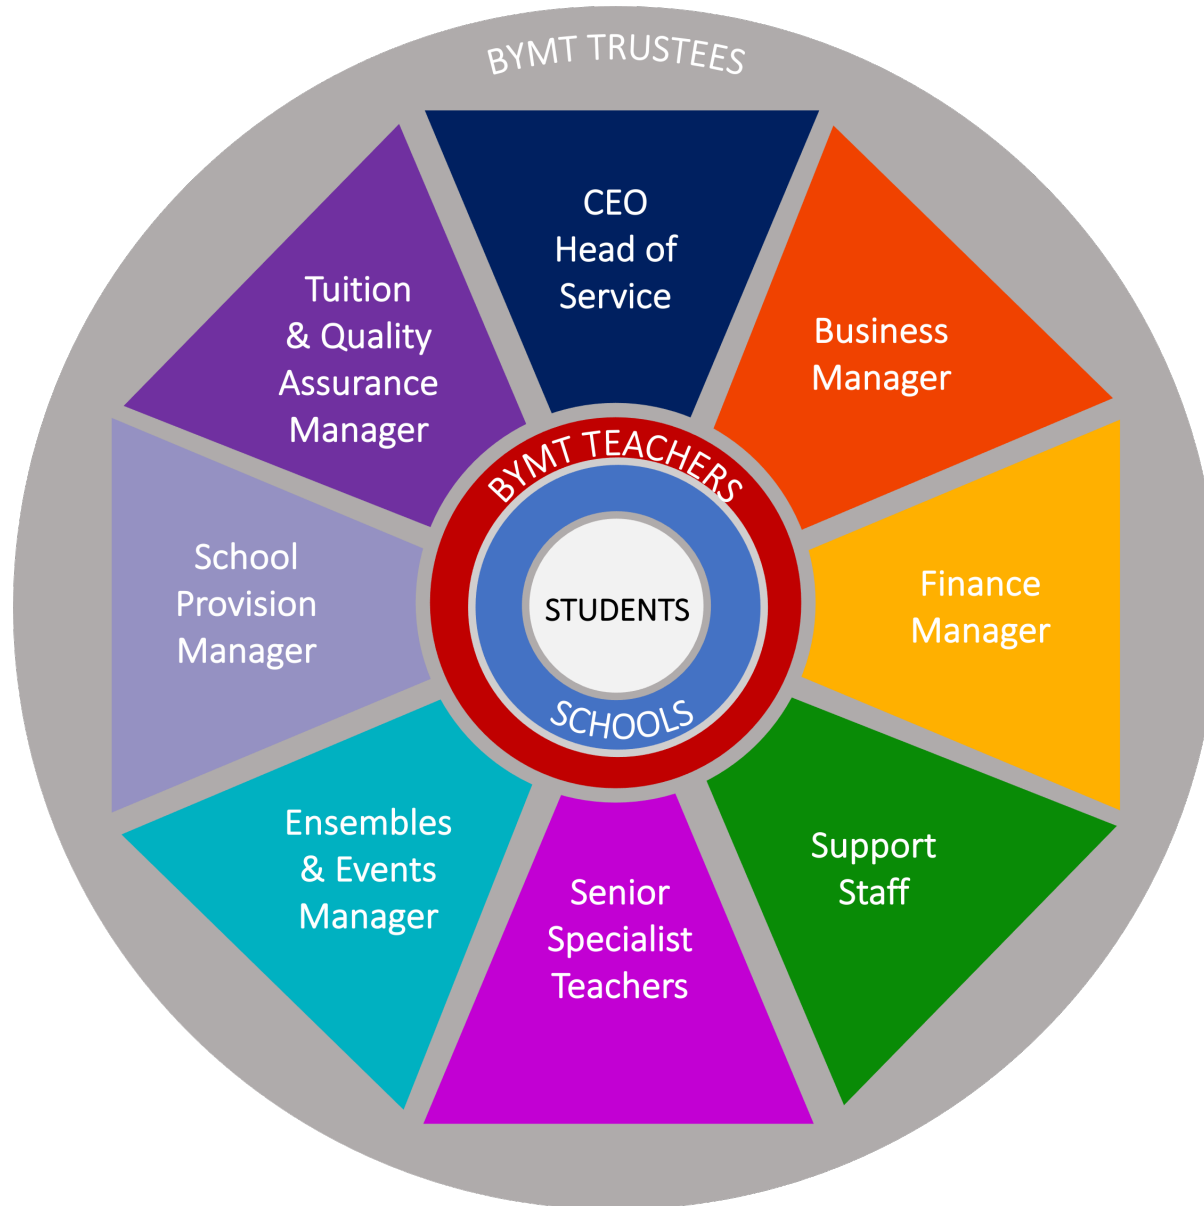 BYMT TRUSTEES
CEO
Head of
Service
Business
Manager
Finance
Manager
Support
Staff
Senior
Specialist
Teachers
Ensembles
& Events
Manager
School
Provision
Manager
Tuition
& Quality
Assurance
Manager
BYMT TEACHERS
SCHOOLS
STUDENTS